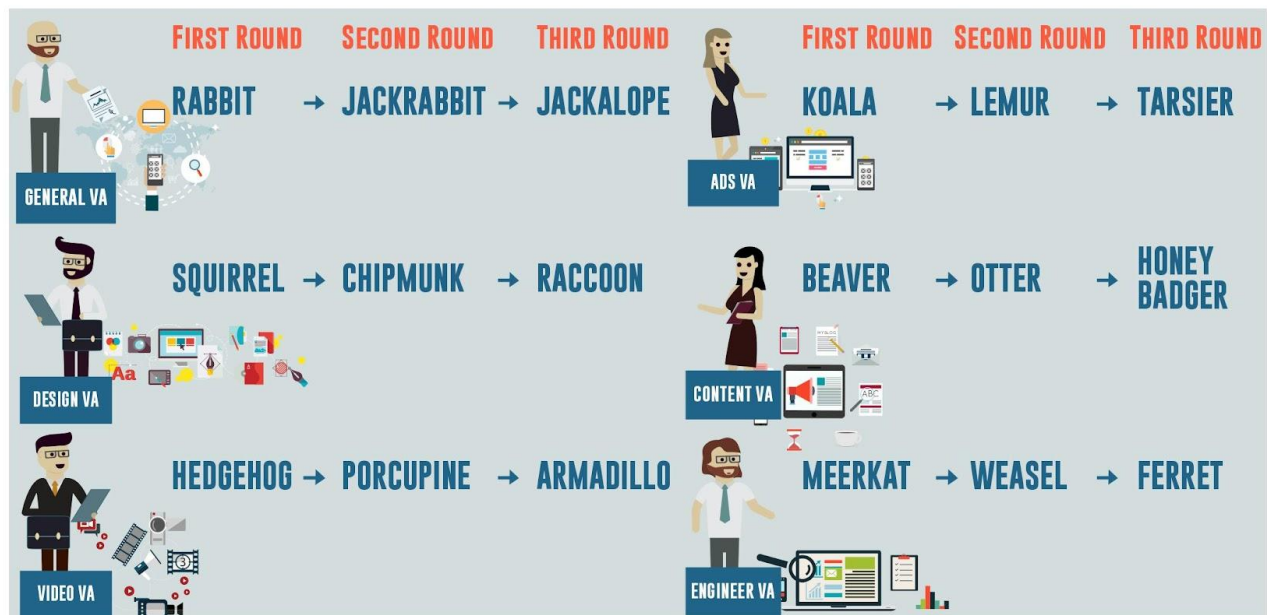 FIRST ROUND SECOND ROUND THIRD ROUND
RABBIT → JACKRABBIT → JACKALOPE
GENERAL VA
SQUIRREL → CHIPMUNK → RACCOON
Aa
DESIGN VA
HEDGEHOG → PORCUPINE → ARMADILLO
3
VIDEO VA
FIRST ROUND SECOND ROUND THIRD ROUND
KOALA → LEMUR → TARSIER
ADS VA
BEAVER → OTTER → HONEY
BADGER
ABC
CONTENT VA
MEERKAT → WEASEL → FERRET
ENGINEER VA